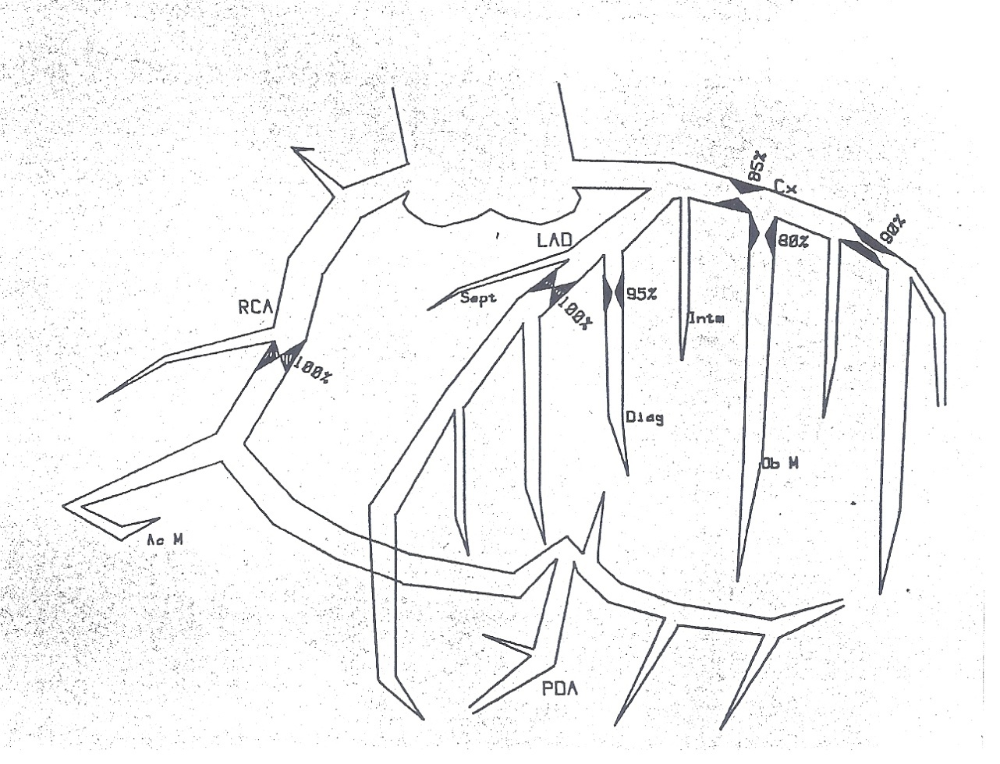 85%
Cx
90%
LAD
80%
Sept
95%
RCA
100%
Intm
100%
Diag
Ob M
Ac M
PDA